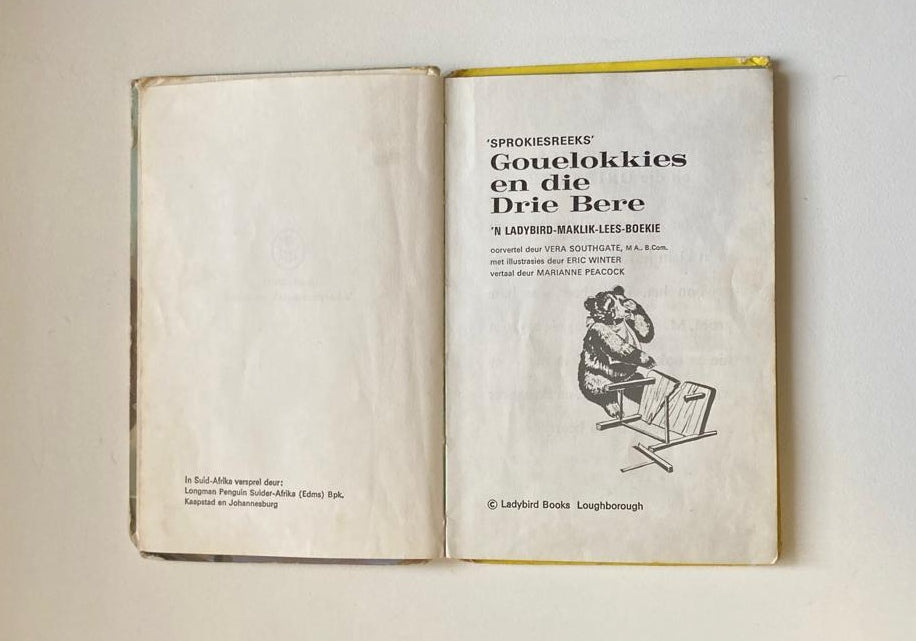 In Suid-Afrika versprei deur:
Longman Penguin Suider-Afrika (Edms) Bpk.
Kaapstad en Johannesburg
'SPROKIESREEKS'
Gouelokkies
en die
Drie Bere
'N LADYBIRD-MAKLIK-LEES-BOEKIE
oorvertel deur VERA SOUTHGATE, M A., B.Com.
met illustrasies deur ERIC WINTER
vertaal deur MARIANNE PEACOCK
© Ladybird Books Loughborough